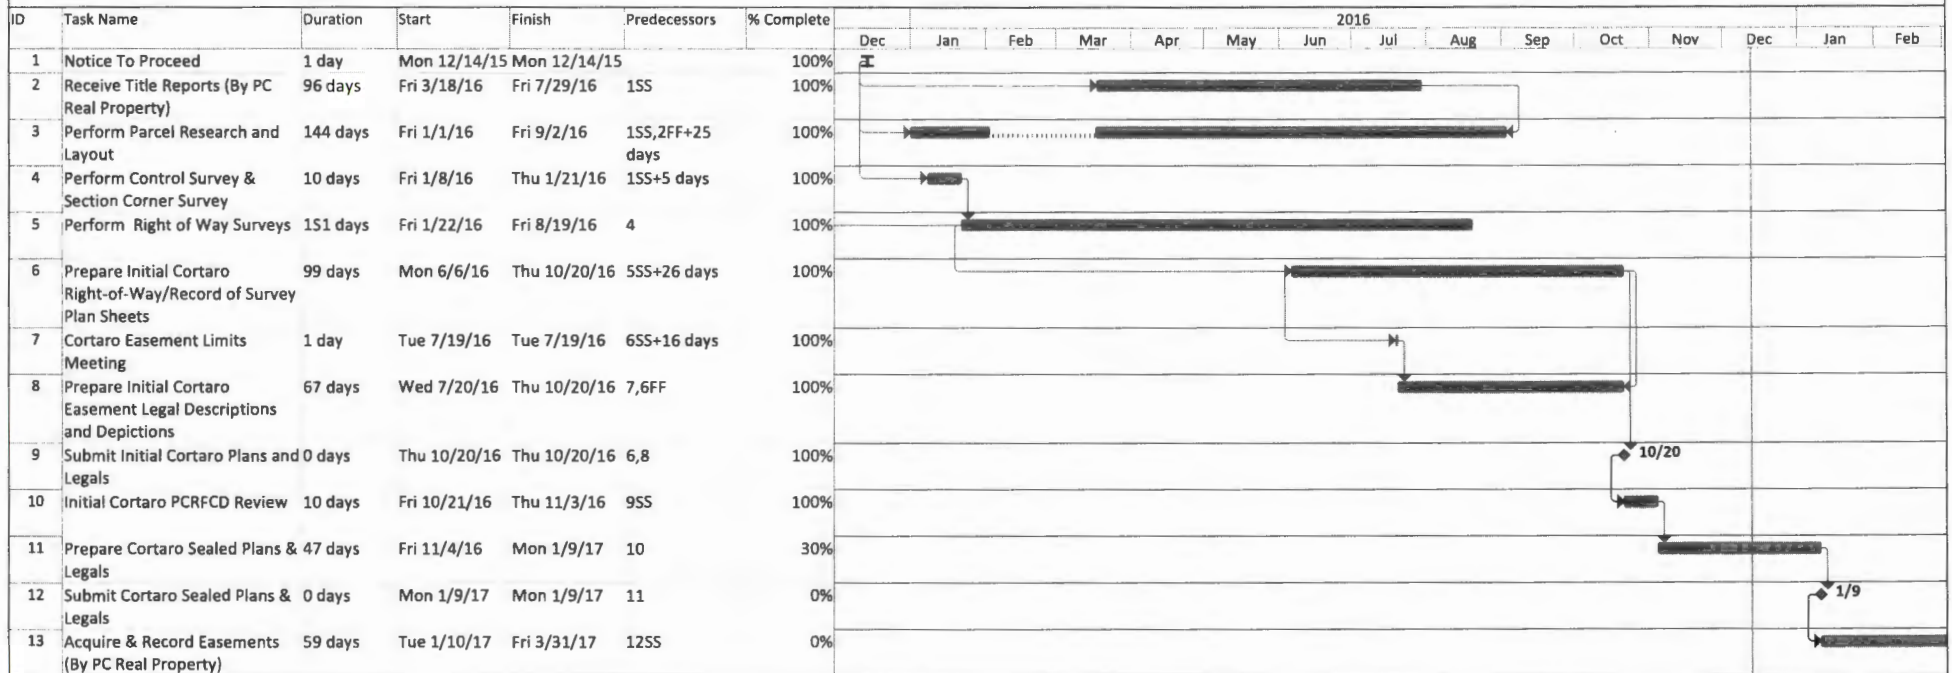 ID Task Name Duration Start Finish Predecessors % Complete 2016
Dec Jan Feb Mar Apr May Jun Jul Aug Sep Oct Nov Dec Jan Feb
1 Notice To Proceed 1 day Mon 12/14/15 Mon 12/14/15 100%
2 Receive Title Reports (By PC 96 days Fri 3/18/16 Fri 7/29/16 1SS 100%
Real Property)
3 Perform Parcel Research and 144 days Fri 1/1/16 Fri 9/2/16 1SS,2FF+25 100%
Layout days
4 Perform Control Survey & 10 days Fri 1/8/16 Thu 1/21/16 1SS+5 days 100%
Section Corner Survey
5 Perform Right of Way Surveys 151 days Fri 1/22/16 Fri 8/19/16 4 100%
6 Prepare Initial Cortaro 99 days Mon 6/6/16 Thu 10/20/16 5SS+26 days 100%
Right-of-Way/Record of Survey
Plan Sheets
7 Cortaro Easement Limits 1 day Tue 7/19/16 Tue 7/19/16 6SS+16 days 100%
Meeting
8 Prepare Initial Cortaro 67 days Wed 7/20/16 Thu 10/20/16 7,6FF 100%
Easement Legal Descriptions
and Depictions
9 Submit Initial Cortaro Plans and 0 days Thu 10/20/16 Thu 10/20/16 6,8 100% 10/20
Legals
10 Initial Cortaro PCRFCD Review 10 days Fri 10/21/16 Thu 11/3/16 9SS 100%
11 Prepare Cortaro Sealed Plans & 47 days Fri 11/4/16 Mon 1/9/17 10 30%
Legals
12 Submit Cortaro Sealed Plans & 0 days Mon 1/9/17 Mon 1/9/17 11 0% 1/9
Legals
13 Acquire & Record Easements 59 days Tue 1/10/17 Fri 3/31/17 12SS 0%
(By PC Real Property)